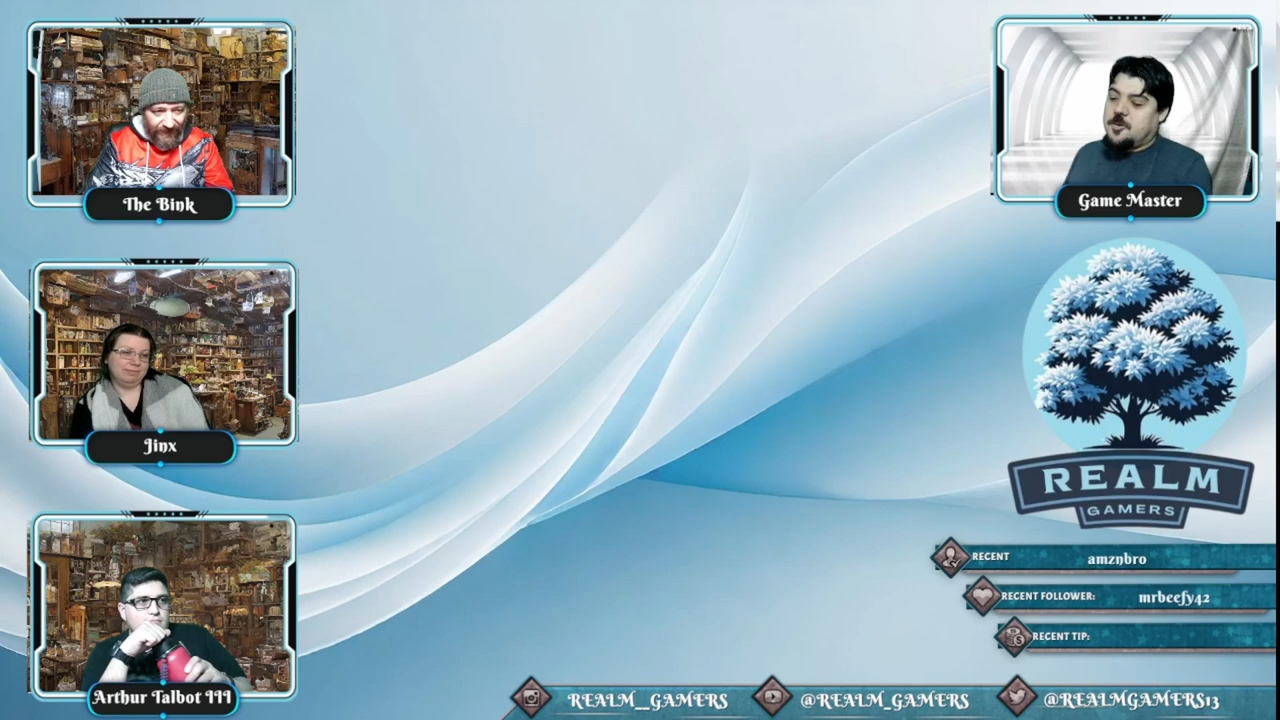 The Bink
Game Master
Jinx
Arthur Talbot III
REALM
GAMERS
RECENT
amznbro
RECENT FOLLOWER:
mrbeefy42
RECENT TIP:
REALM__GAMERS
@REALM_GAMERS
@REALMGAMERS13